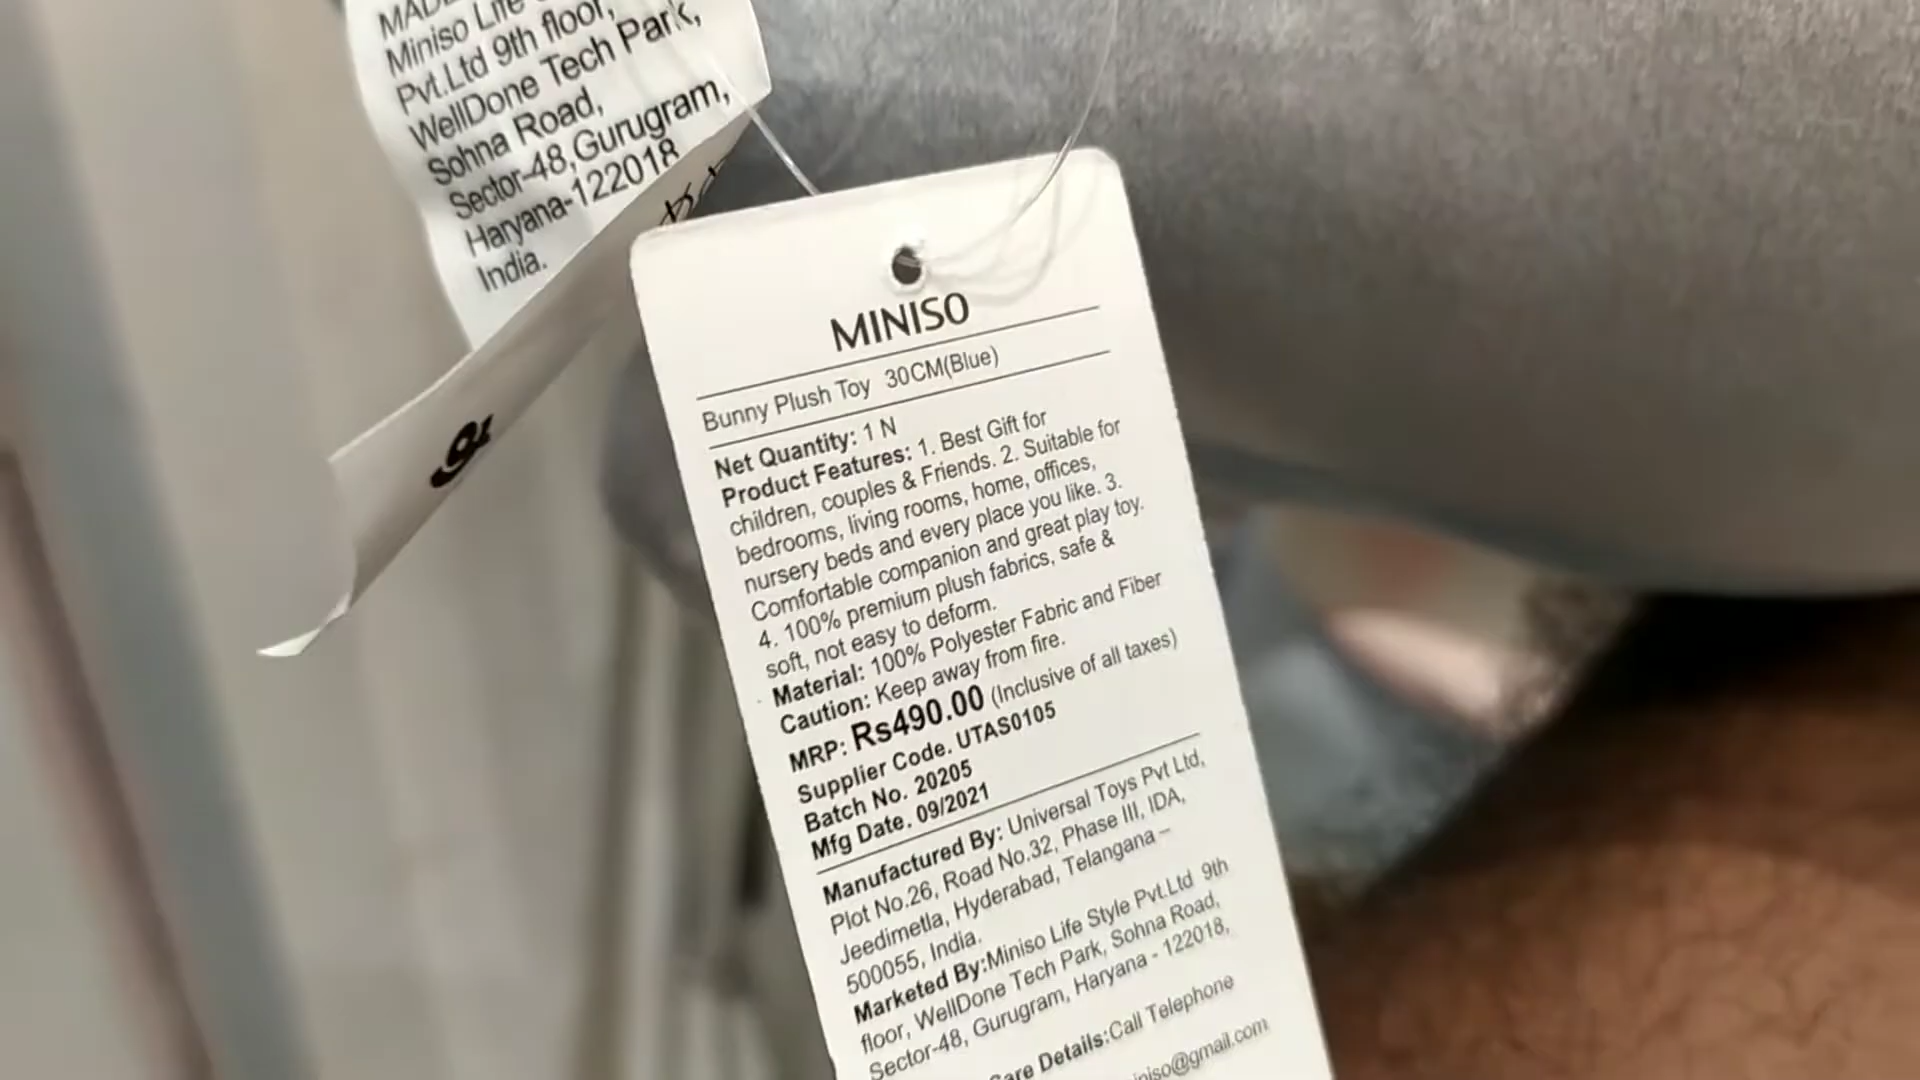 Miniso Life
Pvt.Ltd 9th floor,
WellDone Tech Park,
Sohna Road,
Sector-48,Gurugram,
Haryana-122018
India.
MINISO
Bunny Plush Toy 30CM(Blue)
Net Quantity: 1 N
Product Features: 1. Best Gift for
children, couples & Friends. 2. Suitable for
bedrooms, living rooms, home, offices,
nursery beds and every place you like. 3.
Comfortable companion and great play toy.
4. 100% premium plush fabrics, safe &
soft, not easy to deform.
Material: 100% Polyester Fabric and Fiber
Caution: Keep away from fire.
MRP: Rs490.00 (Inclusive of all taxes)
Supplier Code. UTAS0105
Batch No. 20205
Mfg Date. 09/2021
Manufactured By: Universal Toys Pvt Ltd,
Plot No.26, Road No.32, Phase III, IDA,
Jeedimetla, Hyderabad, Telangana –
500055, India.
Marketed By:Miniso Life Style Pvt.Ltd 9th
floor, WellDone Tech Park, Sohna Road,
Sector-48, Gurugram, Haryana - 122018,
Details:Call Telephone